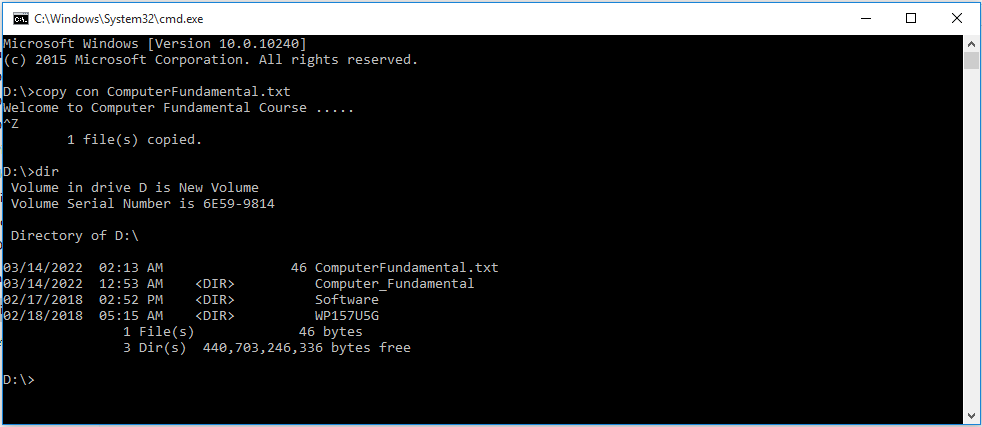 C:\Windows\System32\cmd.exe
Microsoft Windows [Version 10.0.10240]
(c) 2015 Microsoft Corporation. All rights reserved.
D:\>copy con ComputerFundamental.txt
Welcome to Computer Fundamental Course .....
^Z
        1 file(s) copied.
D:\>dir
 Volume in drive D is New Volume
 Volume Serial Number is 6E59-9814
 Directory of D:\
03/14/2022  02:13 AM                46 ComputerFundamental.txt
03/14/2022  12:53 AM    <DIR>          Computer_Fundamental
02/17/2018  02:52 PM    <DIR>          Software
02/18/2018  05:15 AM    <DIR>          WP157U5G
               1 File(s)             46 bytes
               3 Dir(s)  440,703,246,336 bytes free
D:\>